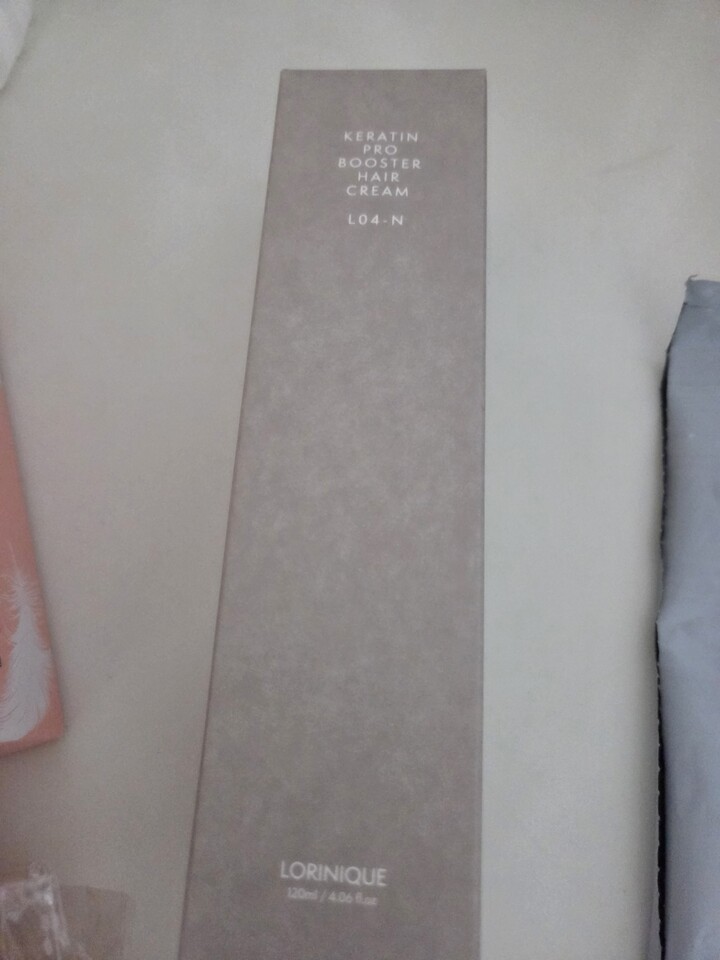 KERATIN
PRO
BOOSTER
HAIR
CREAM
L04-N
LORINIQUE
120ml / 4.06 fl.oz